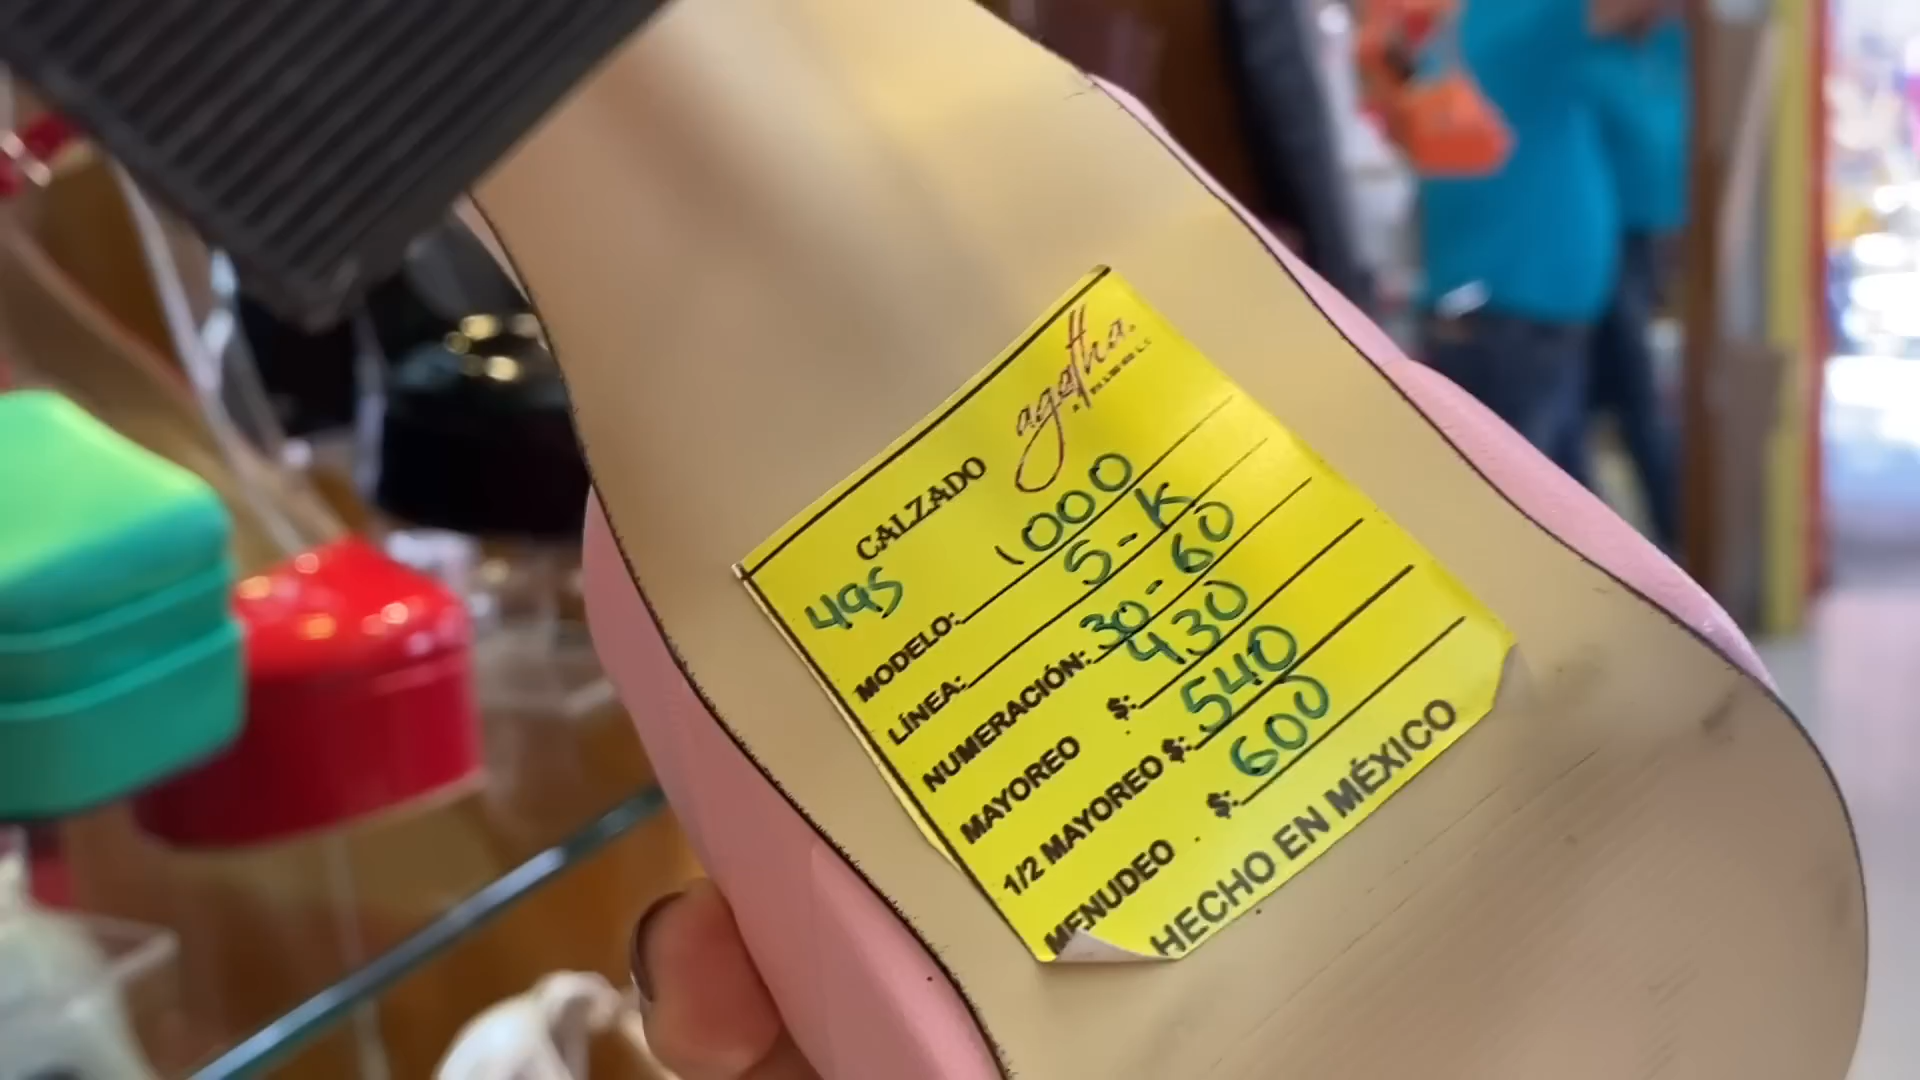 CALZADO agatha.
495
MODELO: 1000
LÍNEA: S-K
NUMERACIÓN: 30-60
MAYOREO $: 430
1/2 MAYOREO $: 540
MENUDEO $: 600
HECHO EN MÉXICO